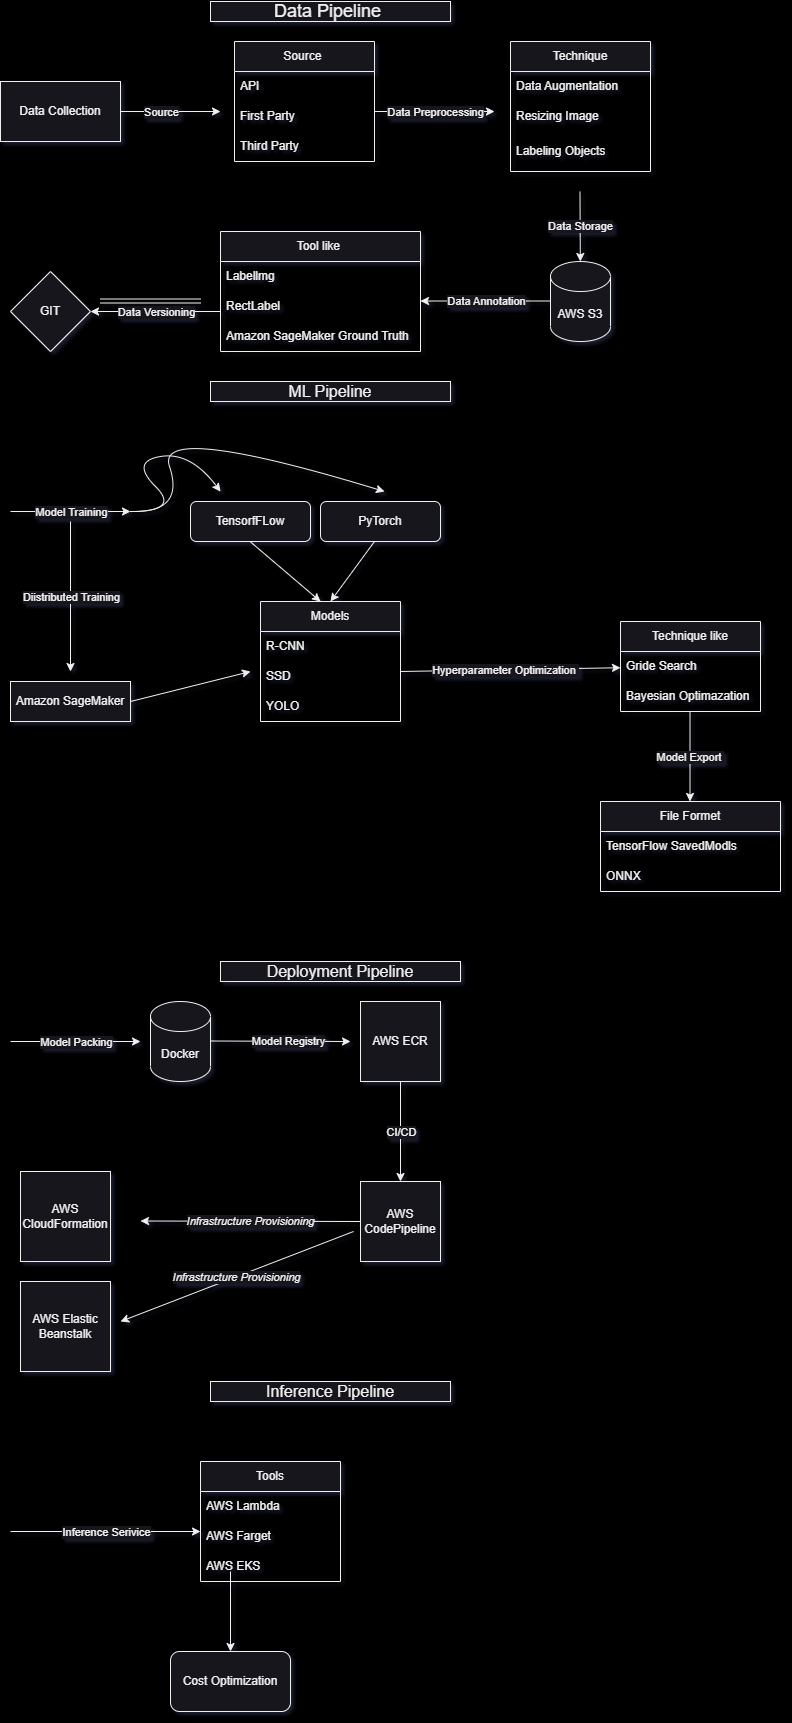 Data Pipeline
Data Collection
Source
Source
API
First Party
Third Party
Data Preprocessing
Technique
Data Augmentation
Resizing Image
Labeling Objects
Data Storage
AWS S3
Data Annotation
Tool like
LabelImg
RectLabel
Amazon SageMaker Ground Truth
Data Versioning
GIT
ML Pipeline
Model Training
TensorfFLow
PyTorch
Diistributed Training
Amazon SageMaker
Models
R-CNN
SSD
YOLO
Hyperparameter Optimization
Technique like
Gride Search
Bayesian Optimazation
Model Export
File Formet
TensorFlow SavedModls
ONNX
Deployment Pipeline
Model Packing
Docker
Model Registry
AWS ECR
CI/CD
AWS
CodePipeline
Infrastructure Provisioning
AWS
CloudFormation
Infrastructure Provisioning
AWS Elastic
Beanstalk
Inference Pipeline
Inference Serivice
Tools
AWS Lambda
AWS Farget
AWS EKS
Cost Optimization